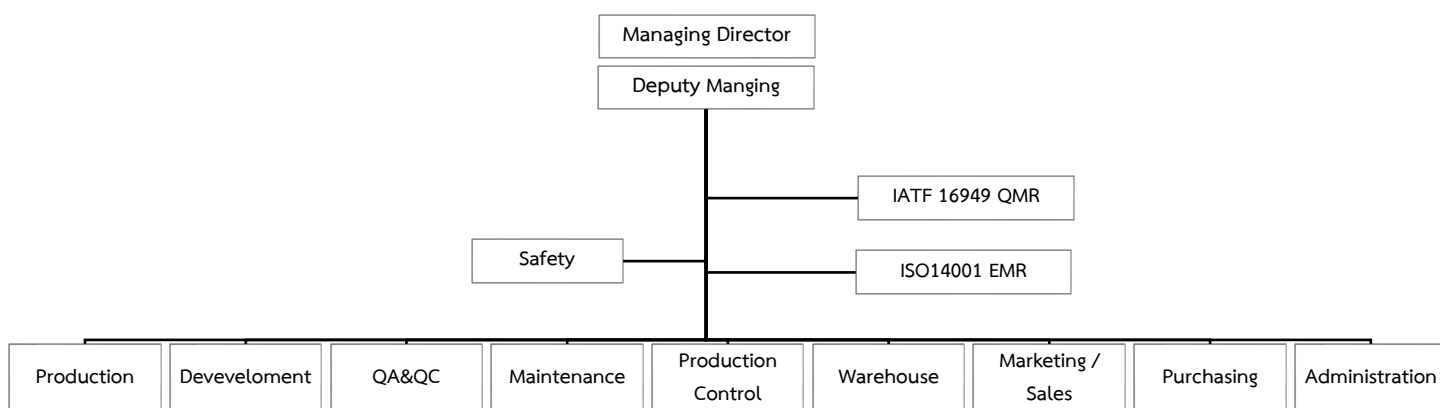 Managing Director
Deputy Manging
IATF 16949 QMR
Safety
ISO14001 EMR
Production
Deveveloment
QA&QC
Maintenance
Production
Control
Warehouse
Marketing /
Sales
Purchasing
Administration